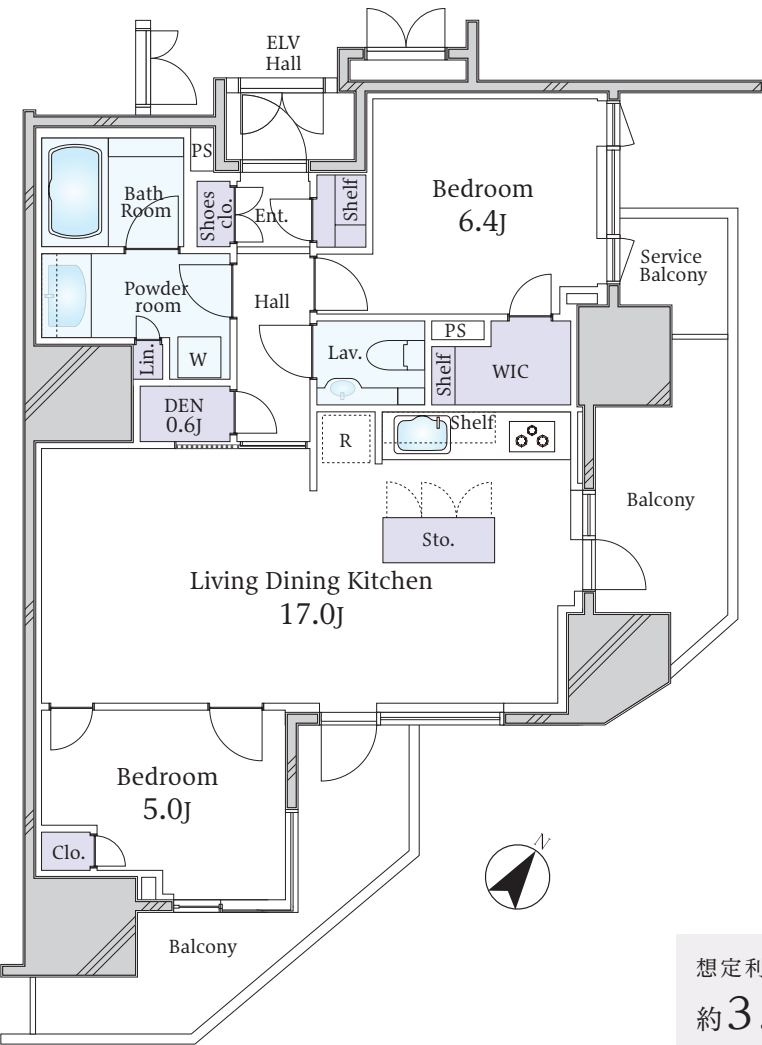 ELV
Hall
PS
Bath
Room
Shoes
clo.
Ent.
Shelf
Bedroom
6.4J
Service
Balcony
Powder
room
Hall
Lin.
W
Lav.
PS
Shelf
WIC
DEN
0.6J
R
Shelf
Balcony
Sto.
Living Dining Kitchen
17.0J
Bedroom
5.0J
Clo.
N
Balcony
想定利
約3.